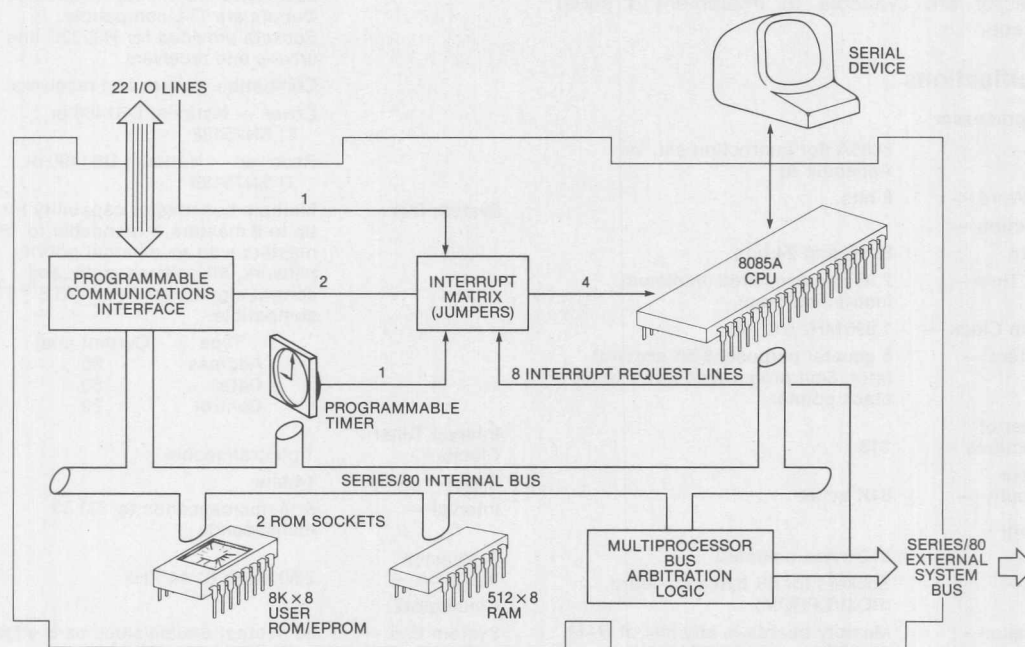 SERIAL
DEVICE
22 I/O LINES
1
8085A
CPU
PROGRAMMABLE
COMMUNICATIONS
INTERFACE
2
INTERRUPT
MATRIX
(JUMPERS)
4
1
8 INTERRUPT REQUEST LINES
PROGRAMMABLE
TIMER
SERIES/80 INTERNAL BUS
2 ROM SOCKETS
MULTIPROCESSOR
BUS
ARBITRATION
LOGIC
SERIES/80
EXTERNAL
SYSTEM
BUS
8K × 8
USER
ROM/EPROM
512 × 8
RAM